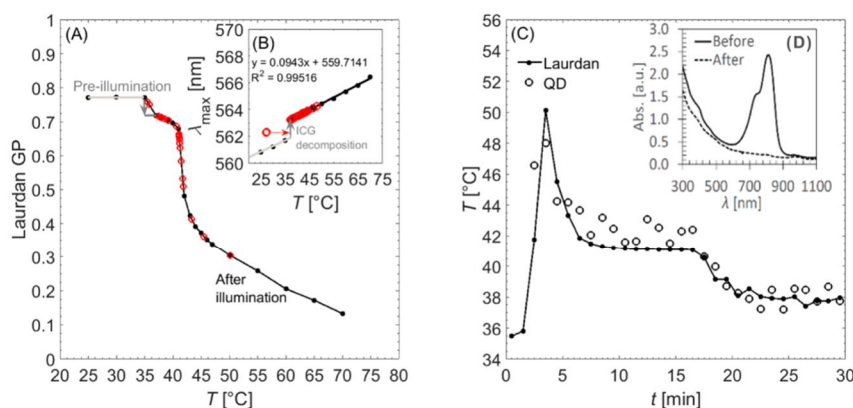 (A)
Pre-illumination
After
illumination
Laurdan GP
1
0.9
0.8
0.7
0.6
0.5
0.4
0.3
0.2
0.1
0
20 25 30 35 40 45 50 55 60 65 70 75 80
T [°C]
(B)
y = 0.0943x + 559.7141
R² = 0.99516
ICG
decomposition
λmax [nm]
568
566
564
562
560
25 35 45 55 65 75
T [°C]
(C)
Laurdan
QD
T [°C]
56
54
52
50
48
46
44
42
40
38
36
34
0 5 10 15 20 25 30
t [min]
(D)
Before
After
Abs. [a.u.]
3.0
2.5
2.0
1.5
1.0
0.5
0.0
300 500 700 900 1100
λ [nm]